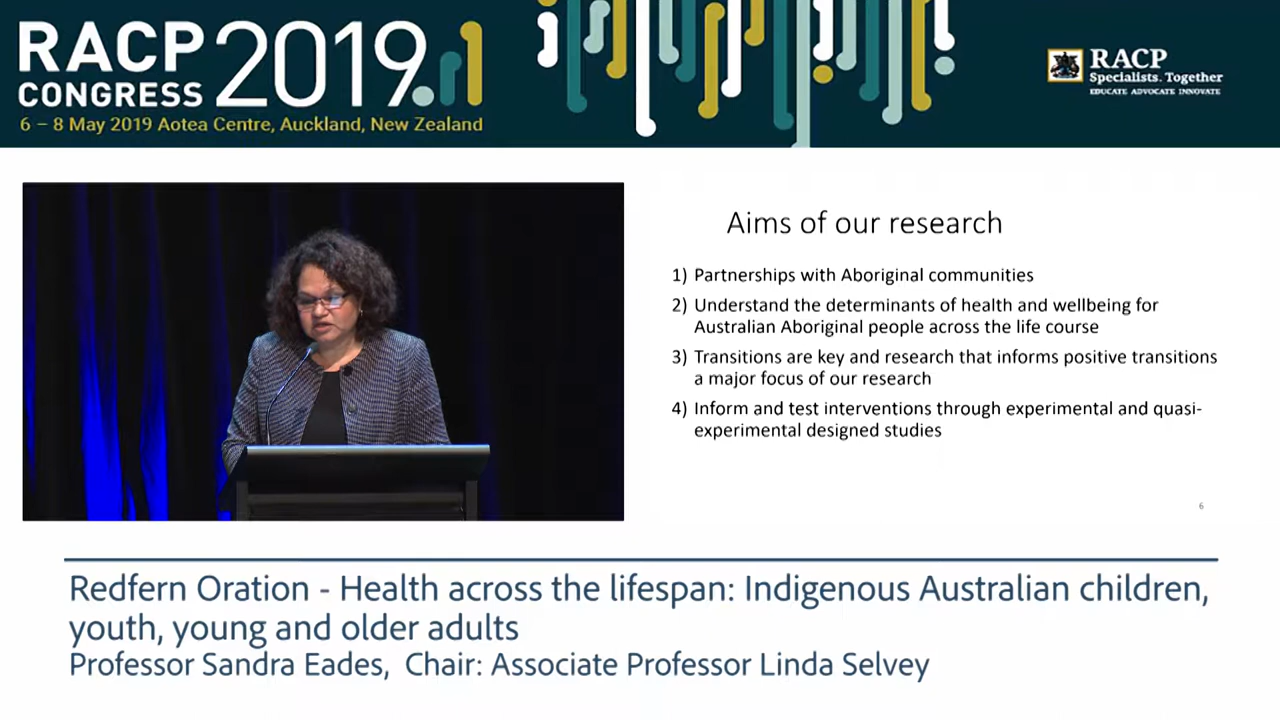 RACP
CONGRESS 2019.
6 – 8 May 2019 Aotea Centre, Auckland, New Zealand
RACP
Specialists. Together
EDUCATE ADVOCATE INNOVATE
Aims of our research
1) Partnerships with Aboriginal communities
2) Understand the determinants of health and wellbeing for
Australian Aboriginal people across the life course
3) Transitions are key and research that informs positive transitions
a major focus of our research
4) Inform and test interventions through experimental and quasi-
experimental designed studies
6
Redfern Oration - Health across the lifespan: Indigenous Australian children,
youth, young and older adults
Professor Sandra Eades, Chair: Associate Professor Linda Selvey